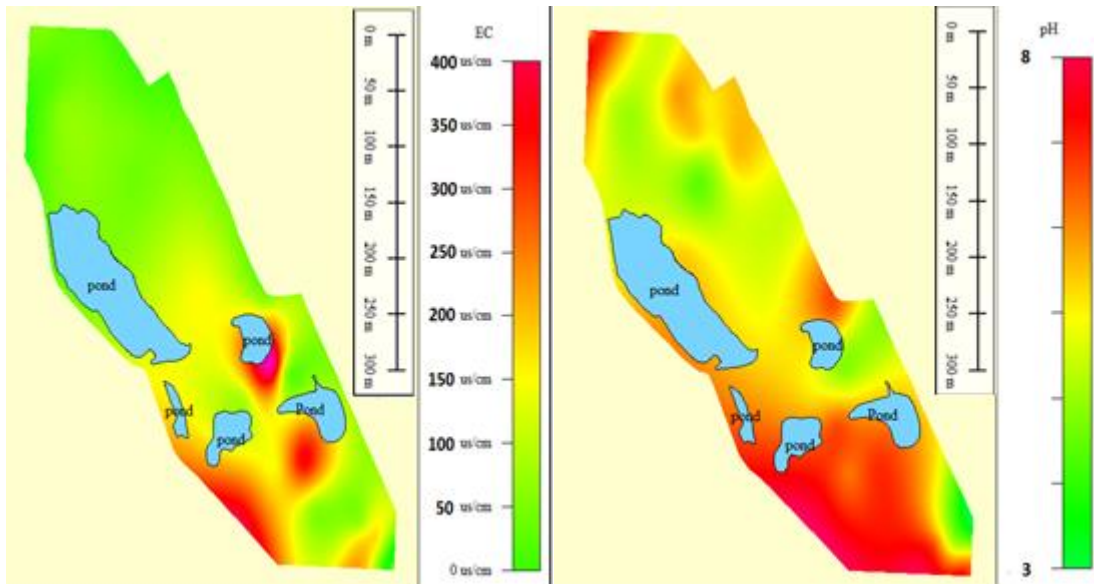 0 m
50 m
100 m
150 m
200 m
250 m
300 m
EC
400 us/cm
350 us/cm
300 us/cm
250 us/cm
200 us/cm
150 us/cm
100 us/cm
50 us/cm
0 us/cm
pond
pond
pond
pond
Pond
0 m
50 m
100 m
150 m
200 m
250 m
300 m
pH
8
3
pond
pond
pond
pond
Pond